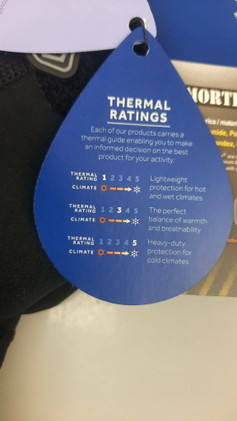 THERMAL
RATINGS
Each of our products carries a
thermal guide enabling you to make
an informed decision on the best
product for your activity:
THERMAL
RATING 1 2 3 4 5
CLIMATE
Lightweight
protection for hot
and wet climates
THERMAL
RATING 1 2 3 4 5
CLIMATE
The perfect
balance of warmth
and breathability
THERMAL
RATING 1 2 3 4 5
CLIMATE
Heavy-duty
protection for
cold climates